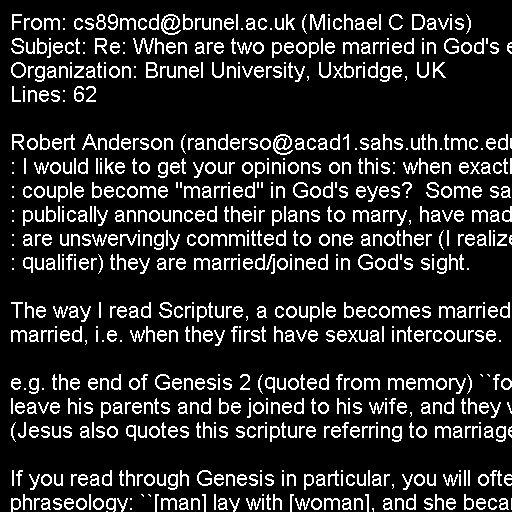 From: cs89mcd@brunel.ac.uk (Michael C Davis)
Subject: Re: When are two people married in God's
Organization: Brunel University, Uxbridge, UK
Lines: 62
Robert Anderson (randerso@acad1.sahs.uth.tmc.ed
: I would like to get your opinions on this: when exact
: couple become "married" in God's eyes?  Some sa
: publically announced their plans to marry, have mad
: are unswervingly committed to one another (I realize
: qualifier) they are married/joined in God's sight.
The way I read Scripture, a couple becomes married
married, i.e. when they first have sexual intercourse.
e.g. the end of Genesis 2 (quoted from memory) ``fo
leave his parents and be joined to his wife, and they
(Jesus also quotes this scripture referring to marriage
If you read through Genesis in particular, you will ofte
phraseology: ``[man] lay with [woman], and she beca